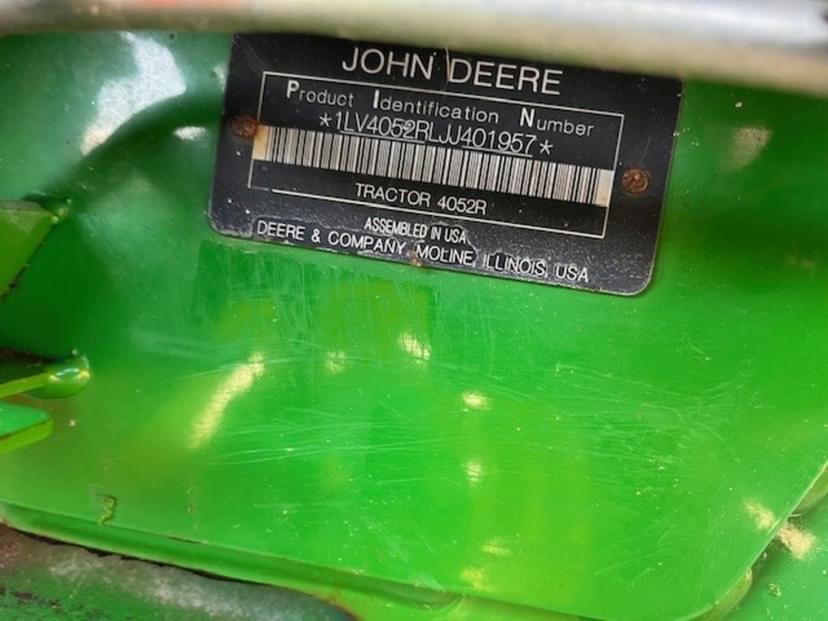 JOHN DEERE
Product Identification Number
*1LV4052RLJJ401957*
TRACTOR 4052R
ASSEMBLED IN USA
DEERE & COMPANY MOLINE, ILLINOIS, USA